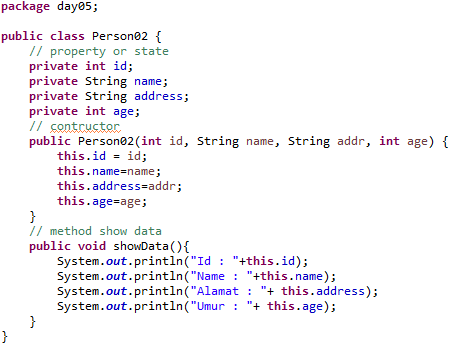 package day05;
public class Person02 {
// property or state
private int id;
private String name;
private String address;
private int age;
// contructor
public Person02(int id, String name, String addr, int age) {
this.id = id;
this.name=name;
this.address=addr;
this.age=age;
}
// method show data
public void showData(){
System.out.println("Id : "+this.id);
System.out.println("Name : "+this.name);
System.out.println("Alamat : "+ this.address);
System.out.println("Umur : "+ this.age);
}
}